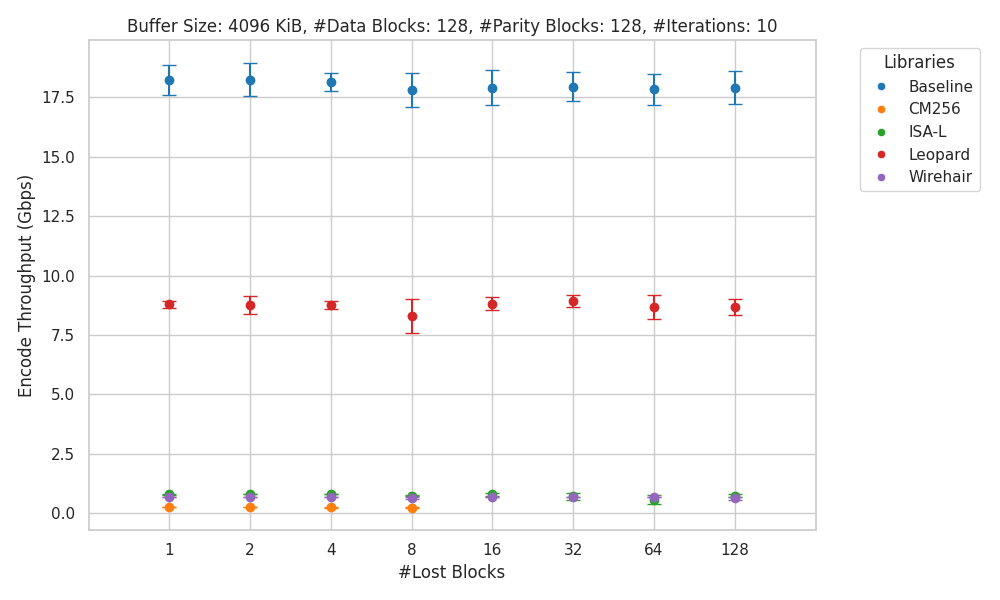 Buffer Size: 4096 KiB, #Data Blocks: 128, #Parity Blocks: 128, #Iterations: 10
Libraries
Baseline
CM256
ISA-L
Leopard
Wirehair
Encode Throughput (Gbps)
17.5
15.0
12.5
10.0
7.5
5.0
2.5
0.0
1 2 4 8 16 32 64 128
#Lost Blocks